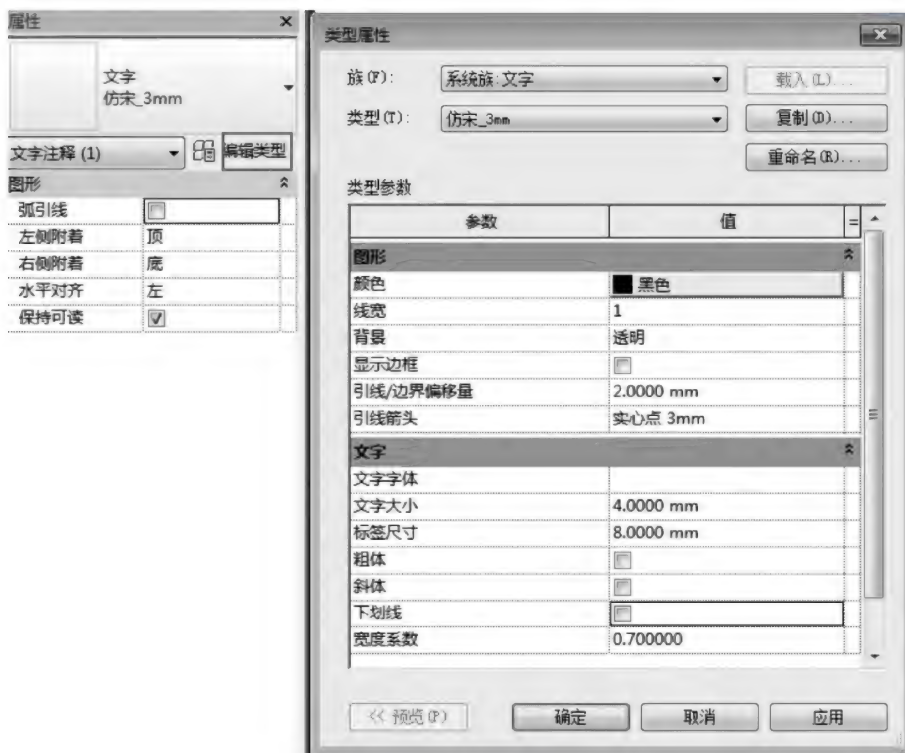 属性
文字
仿宋_3mm
文字注释 (1)
编辑类型
图形
弧引线
左侧附着 顶
右侧附着 底
水平对齐 左
保持可读
类型属性
族(F): 系统族:文字 载入(L)...
类型(T): 仿宋_3mm 复制(D)...
重命名(R)...
类型参数
参数 值 =
图形
颜色 黑色
线宽 1
背景 透明
显示边框
引线/边界偏移量 2.0000 mm
引线箭头 实心点 3mm
文字
文字字体
文字大小 4.0000 mm
标签尺寸 8.0000 mm
粗体
斜体
下划线
宽度系数 0.700000
<< 预览(P) 确定 取消 应用